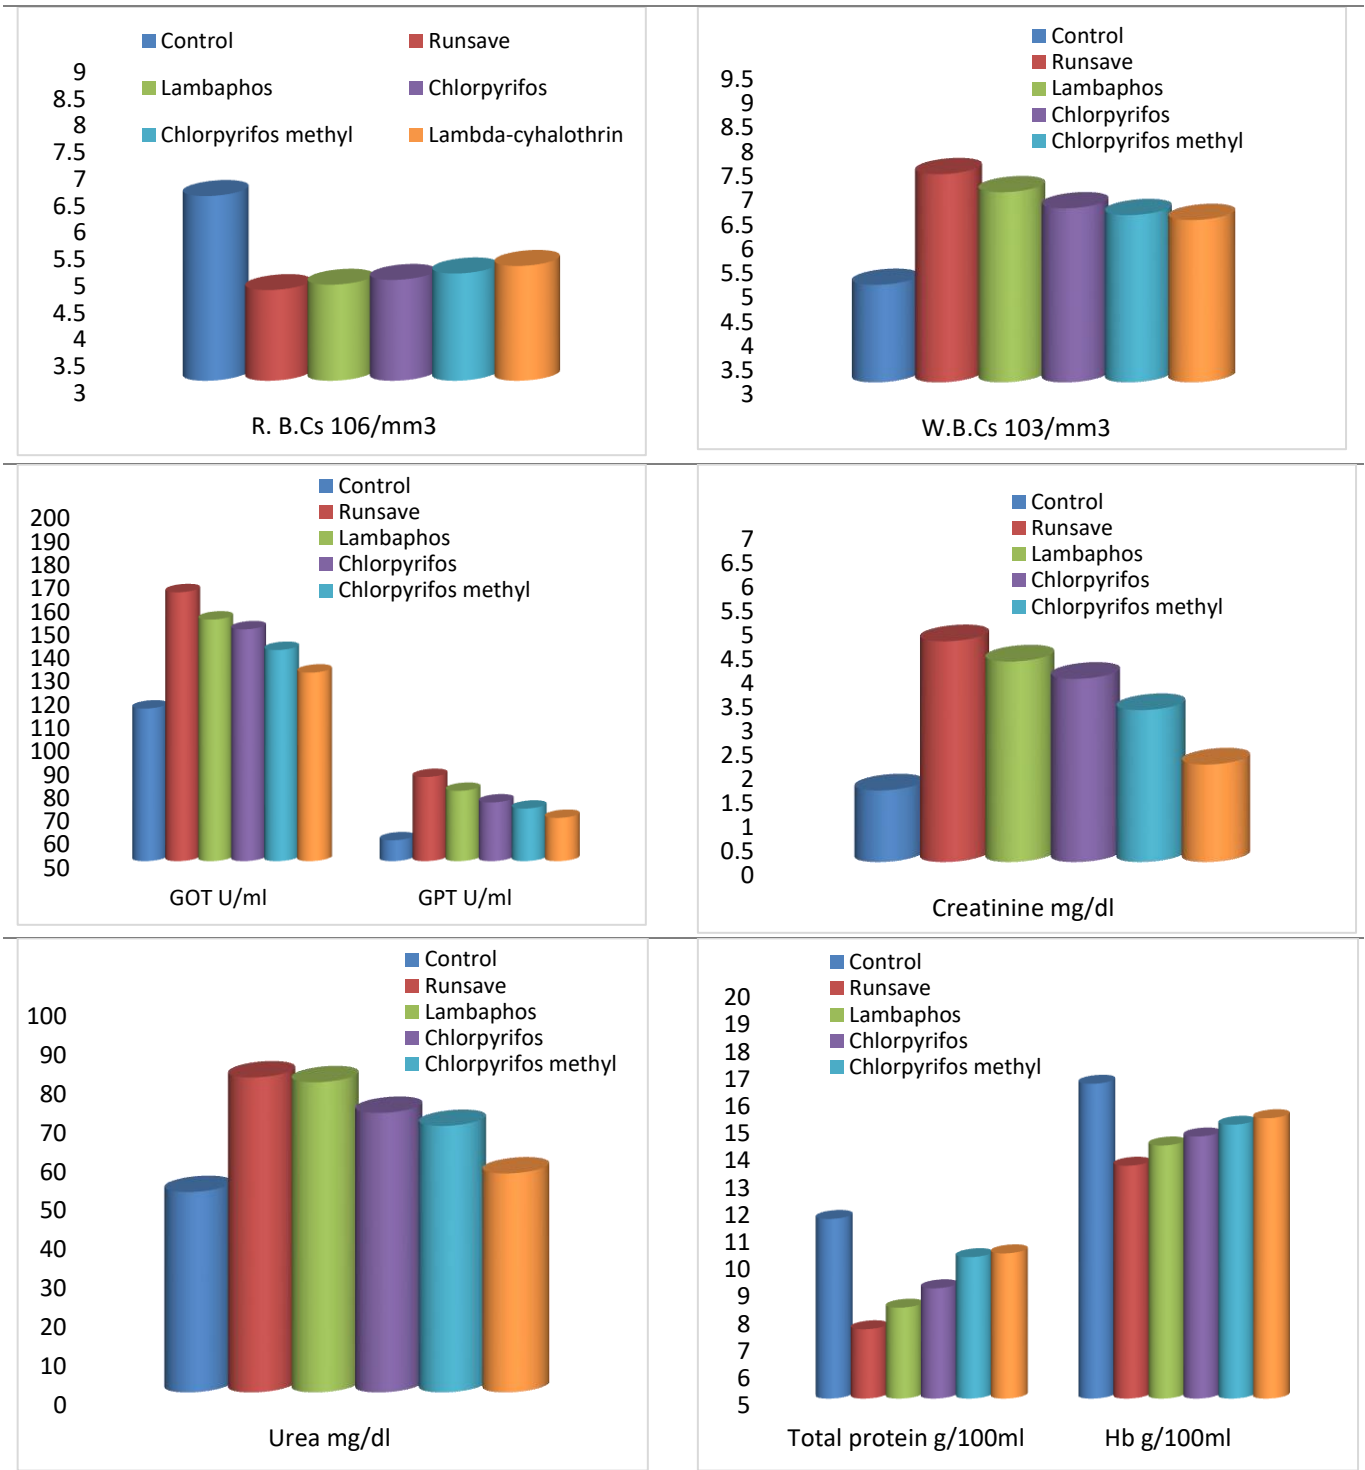 Control Runsave
Lambaphos Chlorpyrifos
Chlorpyrifos methyl Lambda-cyhalothrin
9
8.5
8
7.5
7
6.5
6
5.5
5
4.5
4
3.5
3
R. B.Cs 106/mm3
Control
Runsave
Lambaphos
Chlorpyrifos
Chlorpyrifos methyl
9.5
9
8.5
8
7.5
7
6.5
6
5.5
5
4.5
4
3.5
3
W.B.Cs 103/mm3
Control
Runsave
Lambaphos
Chlorpyrifos
Chlorpyrifos methyl
200
190
180
170
160
150
140
130
120
110
100
90
80
70
60
50
GOT U/ml GPT U/ml
Control
Runsave
Lambaphos
Chlorpyrifos
Chlorpyrifos methyl
7
6.5
6
5.5
5
4.5
4
3.5
3
2.5
2
1.5
1
0.5
0
Creatinine mg/dl
Control
Runsave
Lambaphos
Chlorpyrifos
Chlorpyrifos methyl
100
90
80
70
60
50
40
30
20
10
0
Urea mg/dl
Control
Runsave
Lambaphos
Chlorpyrifos
Chlorpyrifos methyl
20
19
18
17
16
15
14
13
12
11
10
9
8
7
6
5
Total protein g/100ml Hb g/100ml